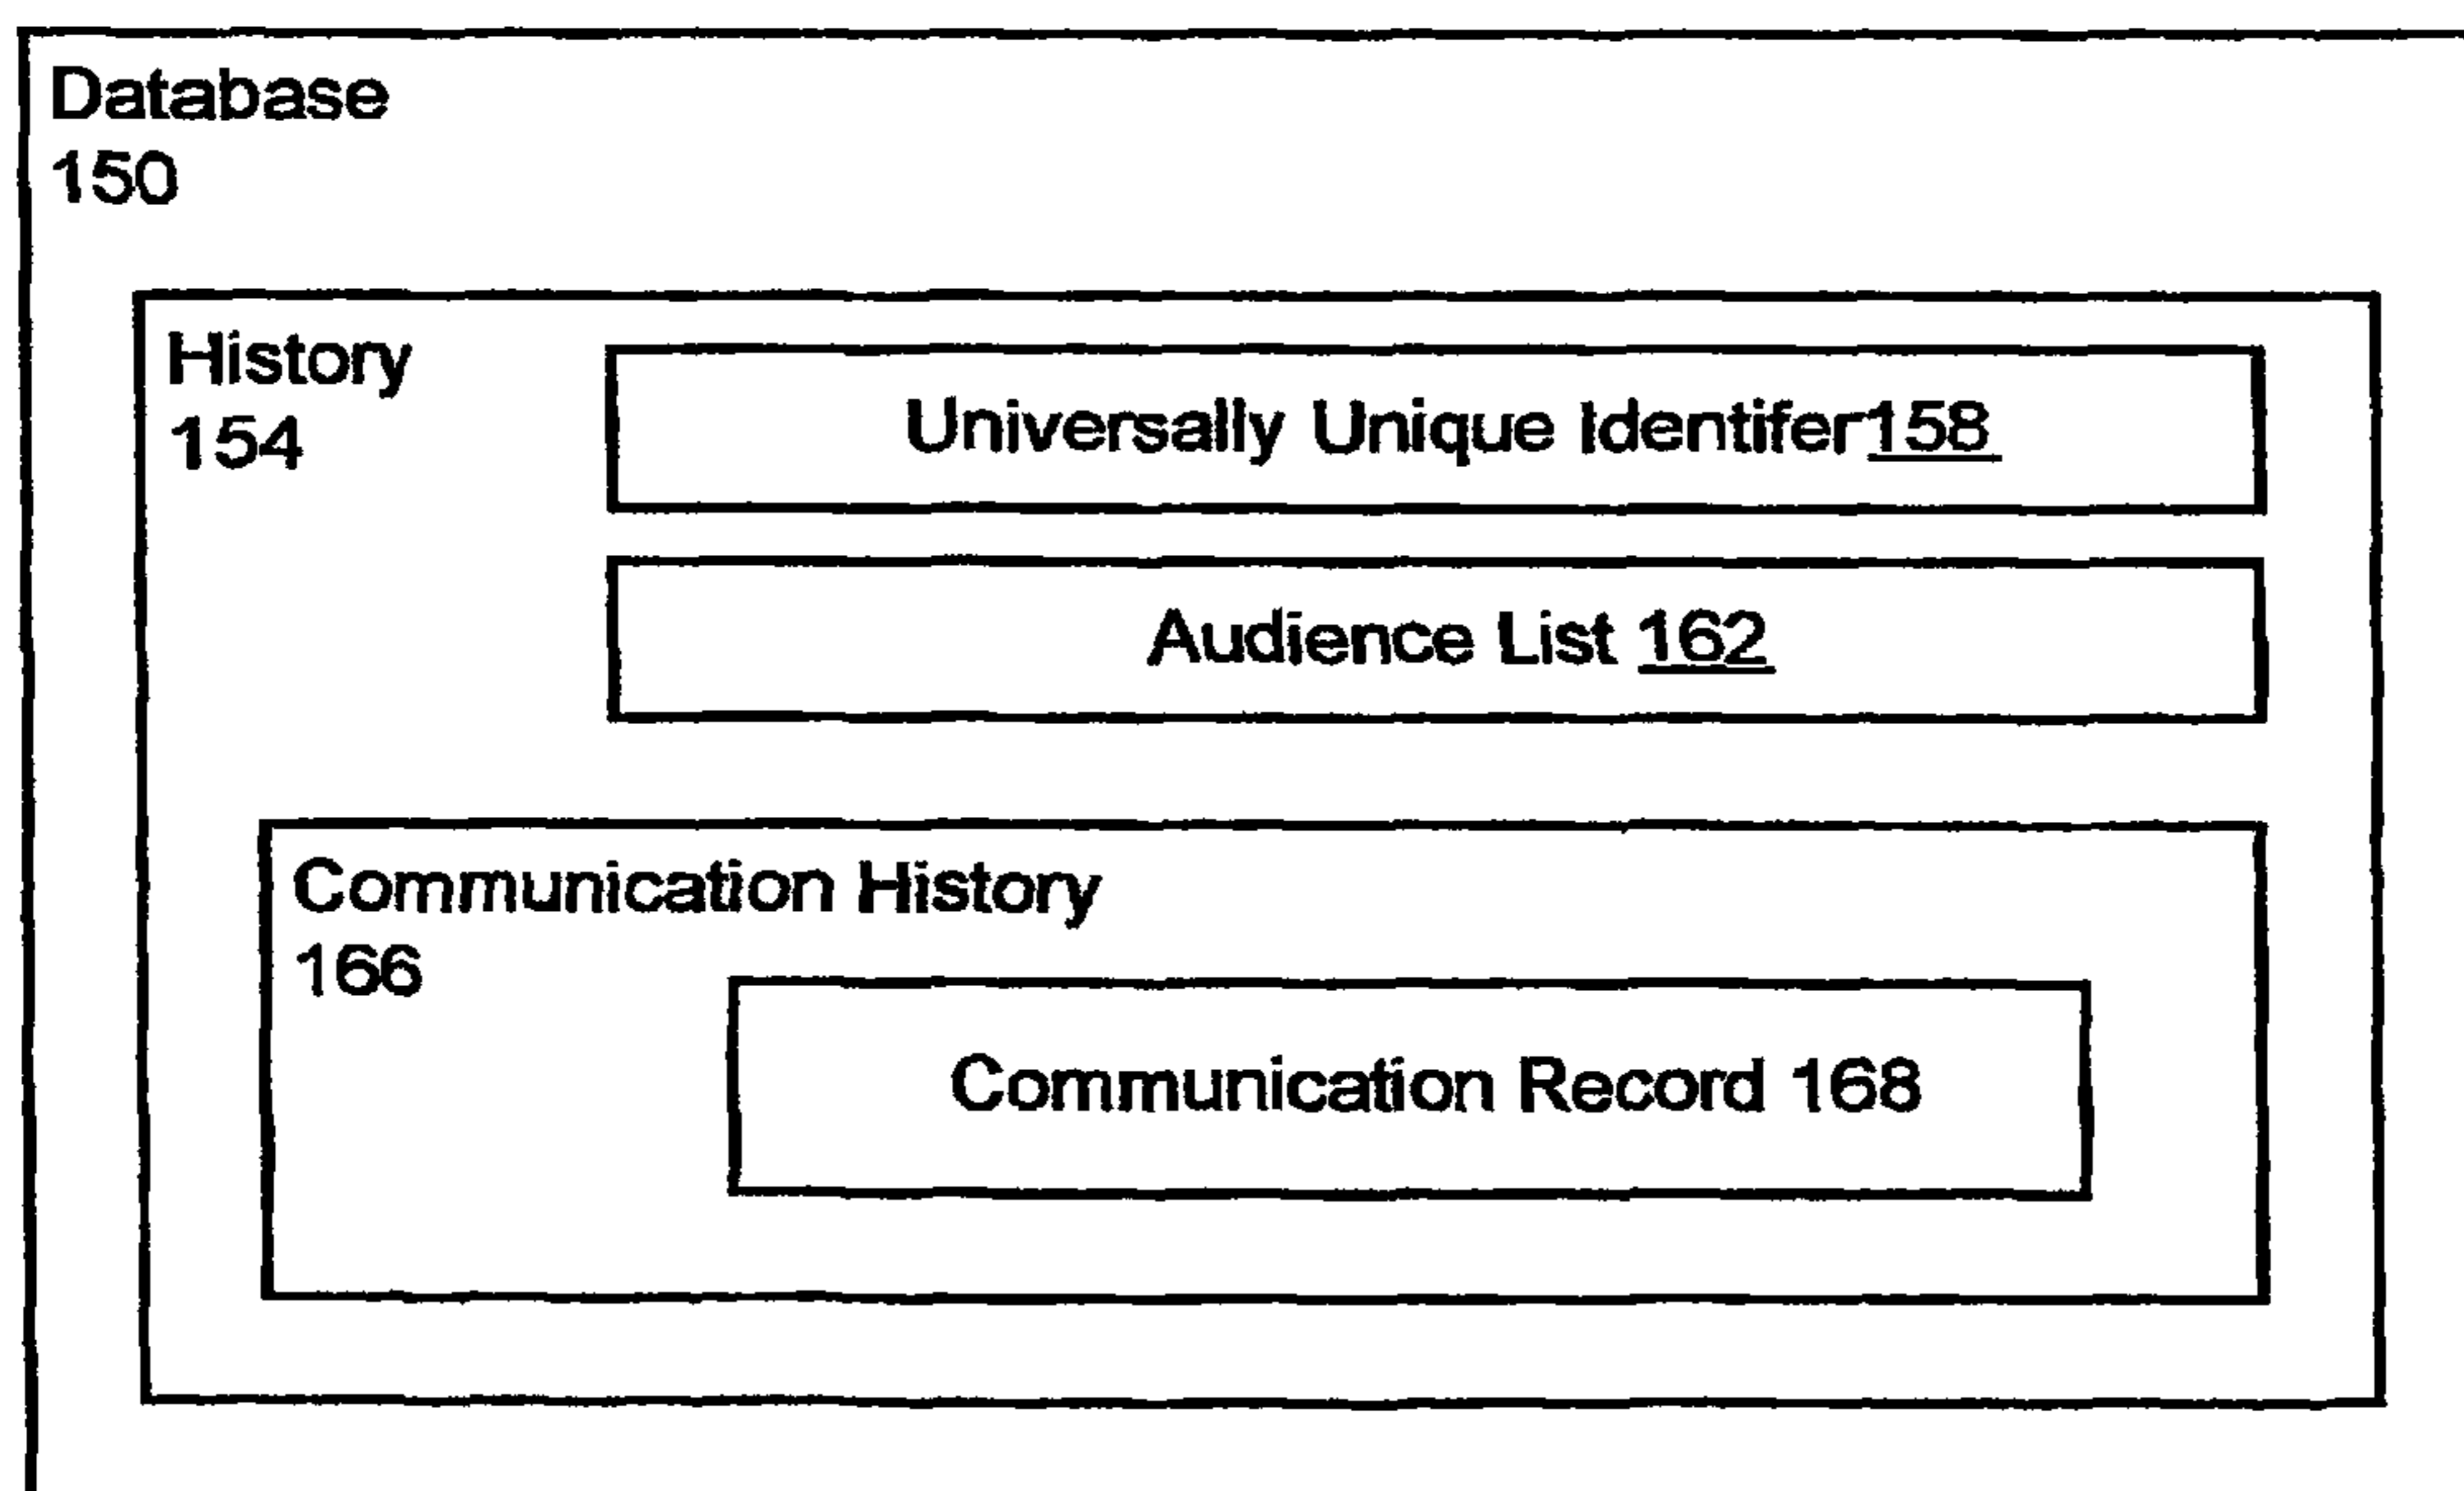 Database
150
History
154
Universally Unique Identifer158
Audience List 162
Communication History
166
Communication Record 168